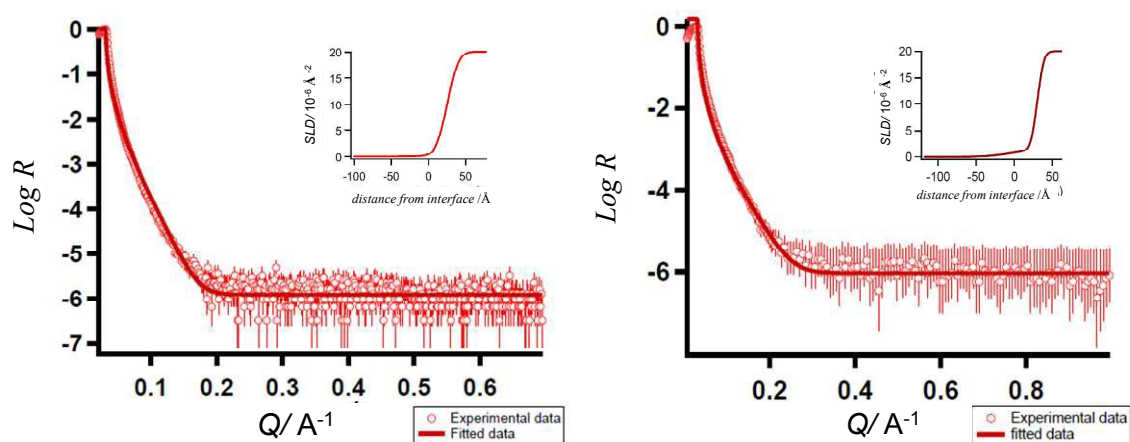 0
-1
-2
-3
-4
-5
-6
-7
Log R
0.1 0.2 0.3 0.4 0.5 0.6
Q/ A-1
Experimental data
Fitted data
20
15
10
5
0
SLD/ 10-6 Å -2
-100 -50 0 50
distance from interface /Å
0
-2
-4
-6
Log R
0.2 0.4 0.6 0.8
Q/ A-1
Experimental data
fitted data
20
15
10
5
0
SLD/ 10-6 Å -2
-100 -50 0 50
distance from interface /Å )